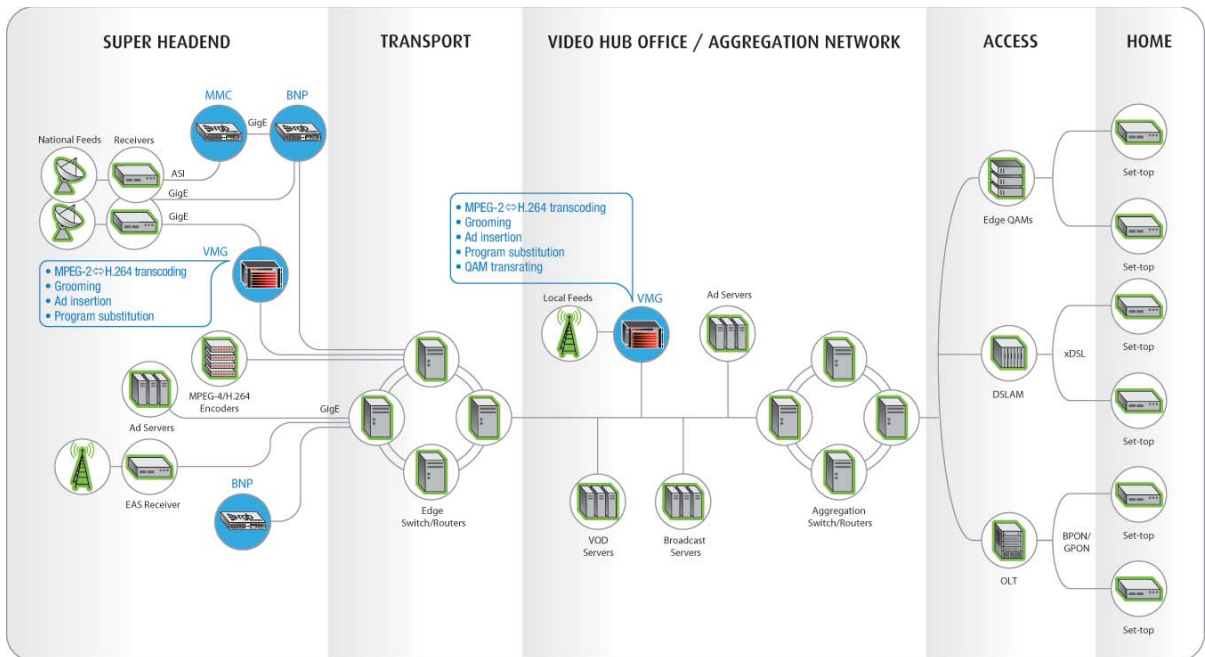 SUPER HEADEND
TRANSPORT
VIDEO HUB OFFICE / AGGREGATION NETWORK
ACCESS
HOME
MMC
BNP
GigE
National Feeds
Receivers
ASI
GigE
GigE
VMG
• MPEG-2⇔H.264 transcoding
• Grooming
• Ad insertion
• Program substitution
MPEG-4/H.264
Encoders
Ad Servers
GigE
EAS Receiver
BNP
Edge
Switch/Routers
• MPEG-2⇔H.264 transcoding
• Grooming
• Ad insertion
• Program substitution
• QAM transrating
Local Feeds
VMG
Ad Servers
VOD
Servers
Broadcast
Servers
Aggregation
Switch/Routers
Edge QAMs
DSLAM
xDSL
OLT
BPON/
GPON
Set-top
Set-top
Set-top
Set-top
Set-top
Set-top